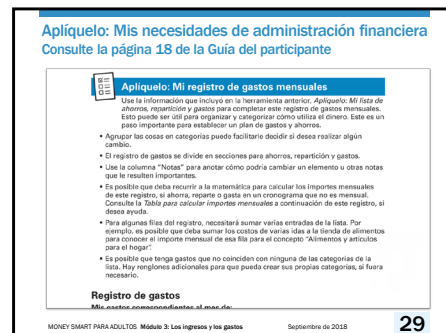 Aplíquelo: Mis necesidades de administración financiera
Consulte la página 18 de la Guía del participante
Aplíquelo: Mi registro de gastos mensuales
Use la información que incluyó en la herramienta anterior, Aplíquelo: Mi lista de
ahorros, repartición y gastos para completar este registro de gastos mensuales.
Esto puede ser útil para organizar y categorizar cómo utiliza el dinero. Este es un
paso importante para establecer un plan de gastos y ahorros.
• Agrupar las cosas en categorías puede facilitarle decidir si desea realizar algún
cambio.
• El registro de gastos se divide en secciones para ahorros, repartición y gastos.
• Use la columna "Notas" para anotar cómo podría cambiar un elemento u otras notas
que le resulten importantes.
• Es posible que deba recurrir a la matemática para calcular los importes mensuales
de este registro, si ahorra, reparte o gasta en un cronograma que no es mensual.
Consulte la Tabla para calcular importes mensuales a continuación de este registro, si
desea ayuda.
• Para algunas filas del registro, necesitará sumar varias entradas de la lista. Por
ejemplo, es posible que deba sumar los costos de varias idas a la tienda de alimentos
para conocer el importe mensual de esa fila para el concepto "Alimentos y artículos
para el hogar".
• Es posible que tenga gastos que no coinciden con ninguna de las categorías de la
lista. Hay renglones adicionales para que pueda crear sus propias categorías, si fuera
necesario.
Registro de gastos
Mis gastos correspondientes al mes de:
MONEY SMART PARA ADULTOS Módulo 3: Los ingresos y los gastos Septiembre de 2018 29